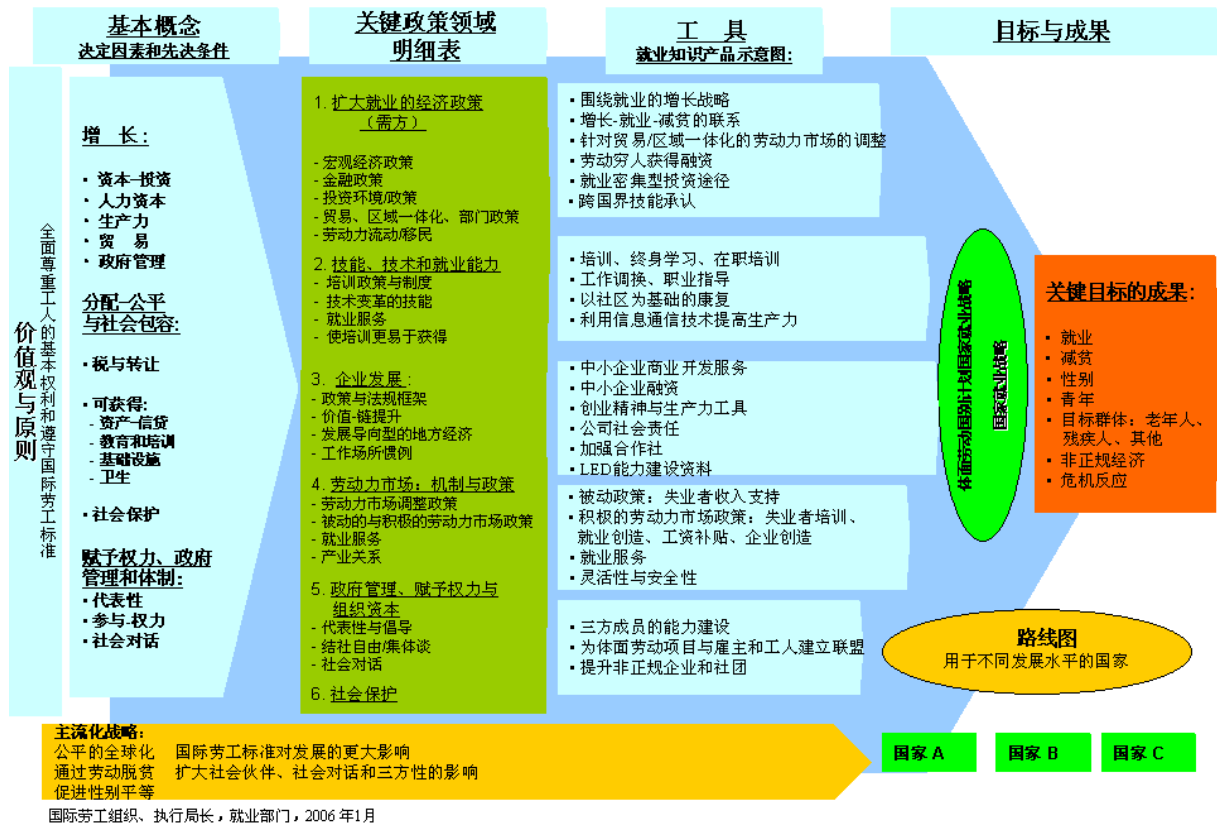 基本概念
决定因素和先决条件
关键政策领域
明细表
工 具
就业知识产品示意图:
目标与成果
价值观与原则
全面尊重工人的基本权利和遵守国际劳工标准
增 长:
· 资本-投资
· 人力资本
· 生产力
· 贸 易
· 政府管理
分配-公平
与社会包容:
·税与转让
·可获得:
- 资产-信贷
- 教育和培训
- 基础设施
- 卫生
·社会保护
赋予权力、政府
管理和体制:
·代表性
·参与-权力
·社会对话
1. 扩大就业的经济政策
(需方)
- 宏观经济政策
- 金融政策
- 投资环境/政策
- 贸易、区域一体化、部门政策
- 劳动力流动/移民
2. 技能、技术和就业能力
- 培训政策与制度
- 技术变革的技能
- 就业服务
- 使培训更易于获得
3. 企业发展:
- 政策与法规框架
- 价值-链提升
- 发展导向型的地方经济
- 工作场所惯例
4. 劳动力市场：机制与政策
- 劳动力市场调整政策
- 被动的与积极的劳动力市场政策
- 就业服务
- 产业关系
5. 政府管理、赋予权力与
组织资本
- 代表性与倡导
- 结社自由/集体谈
- 社会对话
6. 社会保护
▪ 围绕就业的增长战略
▪ 增长-就业-减贫的联系
▪ 针对贸易/区域一体化的劳动力市场的调整
▪ 劳动穷人获得融资
▪ 就业密集型投资途径
▪ 跨国界技能承认
▪ 培训、终身学习、在职培训
▪ 工作调换、职业指导
▪ 以社区为基础的康复
▪ 利用信息通信技术提高生产力
▪ 中小企业商业开发服务
▪ 中小企业融资
▪ 创业精神与生产力工具
▪ 公司社会责任
▪ 加强合作社
▪ LED能力建设资料
▪ 被动政策：失业者收入支持
▪ 积极的劳动力市场政策：失业者培训、
就业创造、工资补贴、企业创造
▪ 就业服务
▪ 灵活性与安全性
▪ 三方成员的能力建设
▪ 为体面劳动项目与雇主和工人建立联盟
▪ 提升非正规企业和社团
体面劳动国别计划国家就业战略
国家就业战略
关键目标的成果:
▪ 就业
▪ 减贫
▪ 性别
▪ 青年
▪ 目标群体：老年人、
残疾人、其他
▪ 非正规经济
▪ 危机反应
路线图
用于不同发展水平的国家
主流化战略:
公平的全球化 国际劳工标准对发展的更大影响
通过劳动脱贫 扩大社会伙伴、社会对话和三方性的影响
促进性别平等
国家 A
国家 B
国家 C
国际劳工组织、执行局长，就业部门，2006 年1月